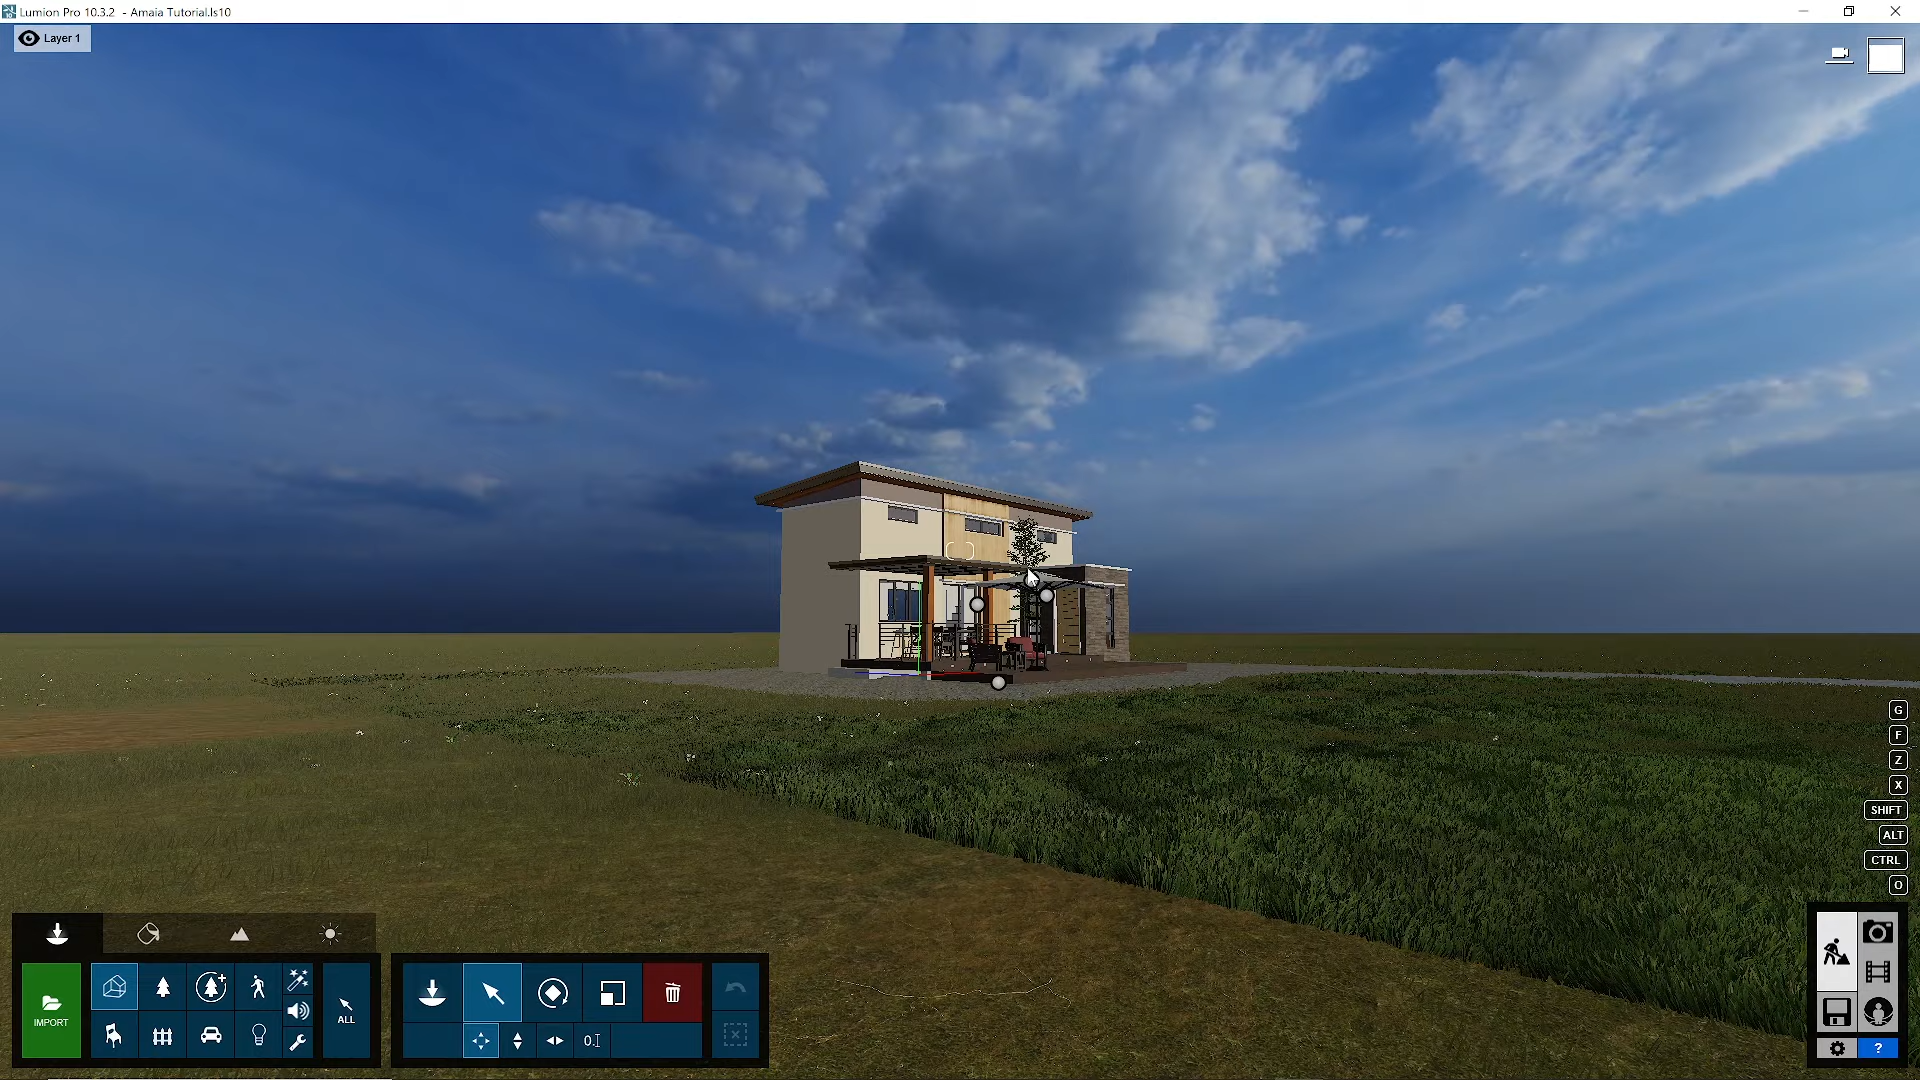 Lumion Pro 10.3.2 - Amaia Tutorial.ls10
Layer 1
G
F
Z
X
SHIFT
ALT
CTRL
O
IMPORT
ALL
0.
?